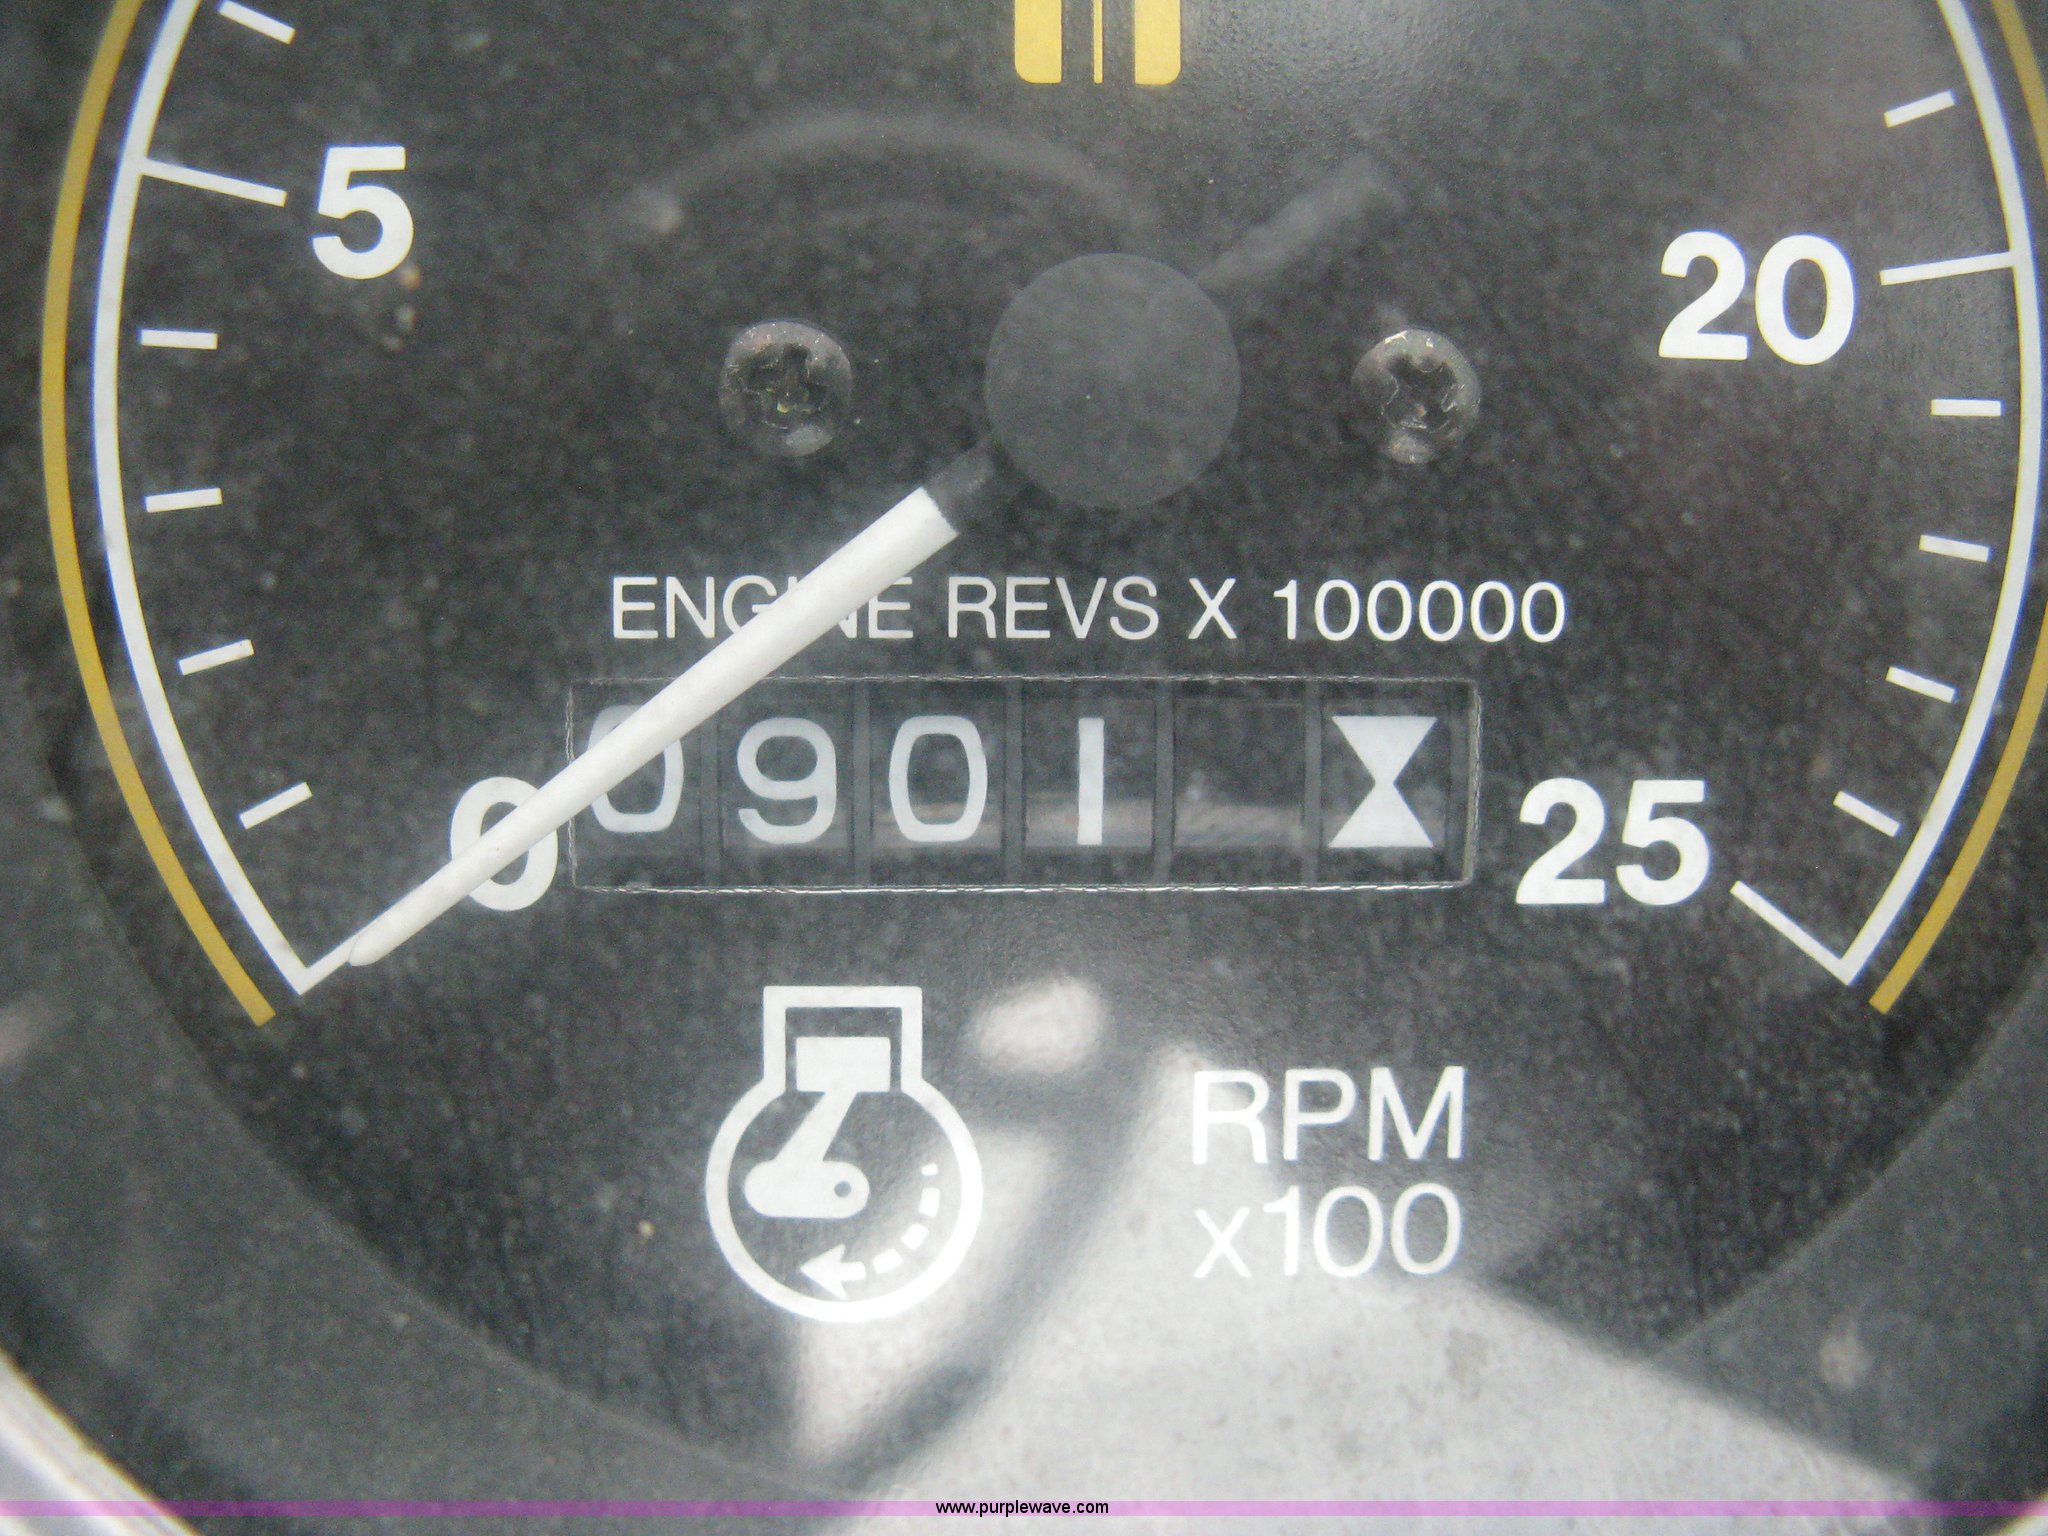 5
20
ENGINE REVS X 100000
0901
0
25
RPM
x100
www.purplewave.com